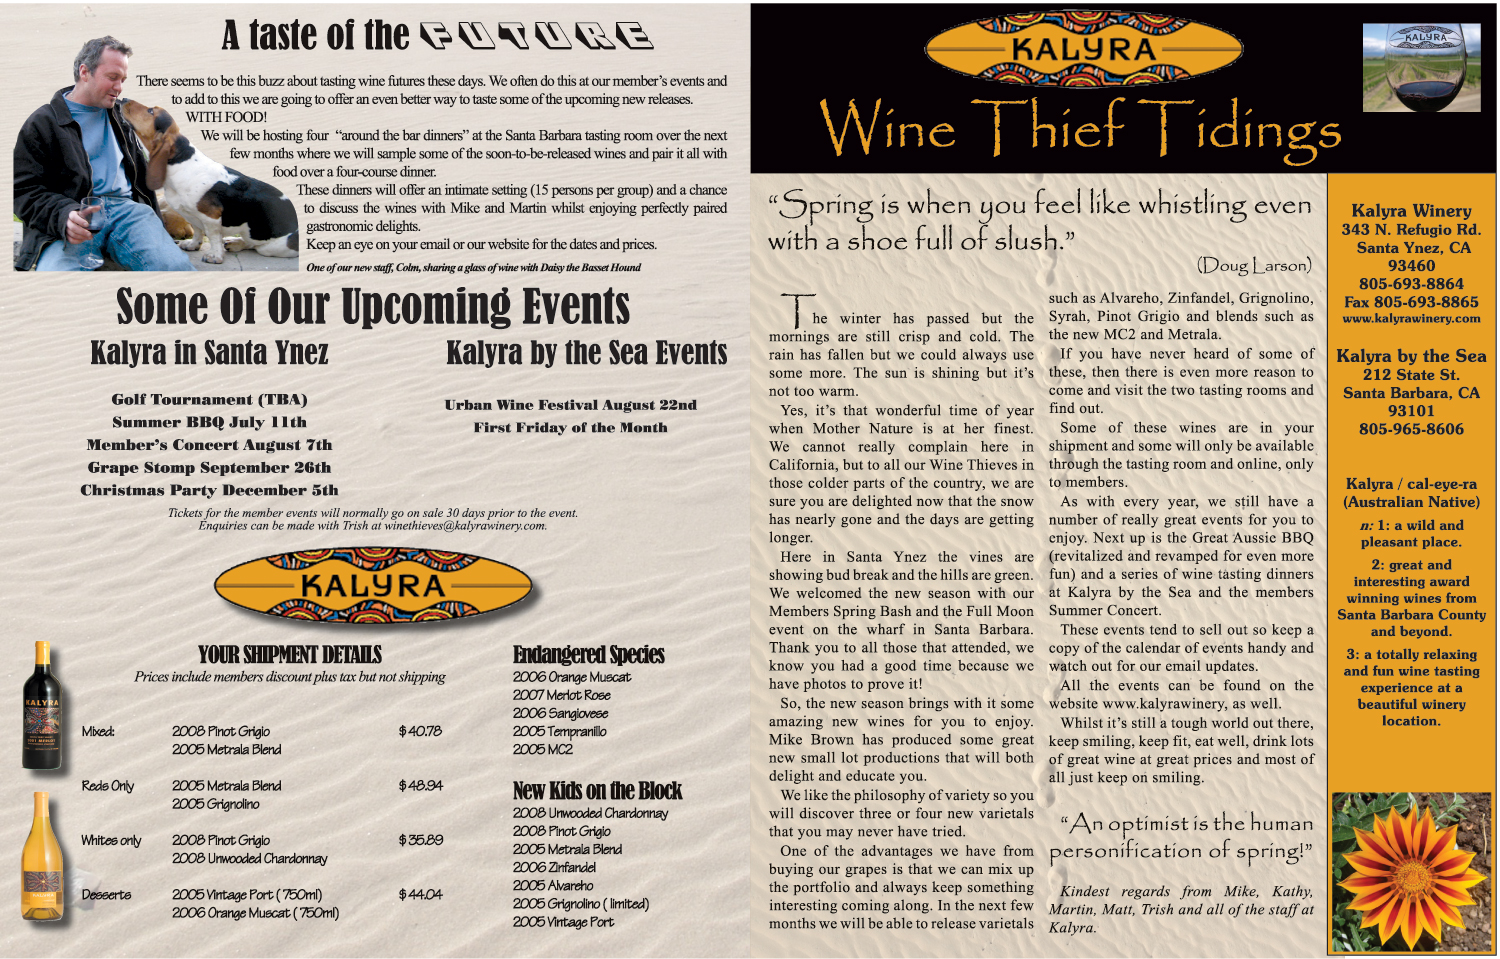 A taste of the FUTURE
There seems to be this buzz about tasting wine futures these days. We often do this at our member's events and
to add to this we are going to offer an even better way to taste some of the upcoming new releases.
WITH FOOD!
We will be hosting four "around the bar dinners" at the Santa Barbara tasting room over the next
few months where we will sample some of the soon-to-be-released wines and pair it all with
food over a four-course dinner.
These dinners will offer an intimate setting (15 persons per group) and a chance
to discuss the wines with Mike and Martin whilst enjoying perfectly paired
gastronomic delights.
Keep an eye on your email or our website for the dates and prices.
One of our new staff, Colm, sharing a glass of wine with Daisy the Basset Hound
Some Of Our Upcoming Events
Kalyra in Santa Ynez
Golf Tournament (TBA)
Summer BBQ July 11th
Member's Concert August 7th
Grape Stomp September 26th
Christmas Party December 5th
Kalyra by the Sea Events
Urban Wine Festival August 22nd
First Friday of the Month
Tickets for the member events will normally go on sale 30 days prior to the event.
Enquiries can be made with Trish at winethieves@kalyrawinery.com.
KALYRA
YOUR SHIPMENT DETAILS
Prices include members discount plus tax but not shipping
Mixed: 2008 Pinot Grigio $ 40.78
2005 Metrala Blend
Reds Only 2005 Metrala Blend $ 48.94
2005 Grignolino
Whites only 2008 Pinot Grigio $ 35.89
2008 Unwooded Chardonnay
Desserts 2005 Vintage Port ( 750ml) $ 44.04
2006 Orange Muscat ( 750ml)
KALYRA
Endangered Species
2006 Orange Muscat
2007 Merlot Rose
2006 Sangiovese
2005 Tempranillo
2005 MC2
New Kids on the Block
2008 Unwooded Chardonnay
2008 Pinot Grigio
2005 Metrala Blend
2006 Zinfandel
2005 Alvareho
2005 Grignolino ( limited)
2005 Vintage Port
KALYRA
KALYRA
Wine Thief Tidings
"Spring is when you feel like whistling even
with a shoe full of slush."
(Doug Larson)
The winter has passed but the
mornings are still crisp and cold. The
rain has fallen but we could always use
some more. The sun is shining but it's
not too warm.
Yes, it's that wonderful time of year
when Mother Nature is at her finest.
We cannot really complain here in
California, but to all our Wine Thieves in
those colder parts of the country, we are
sure you are delighted now that the snow
has nearly gone and the days are getting
longer.
Here in Santa Ynez the vines are
showing bud break and the hills are green.
We welcomed the new season with our
Members Spring Bash and the Full Moon
event on the wharf in Santa Barbara.
Thank you to all those that attended, we
know you had a good time because we
have photos to prove it!
So, the new season brings with it some
amazing new wines for you to enjoy.
Mike Brown has produced some great
new small lot productions that will both
delight and educate you.
We like the philosophy of variety so you
will discover three or four new varietals
that you may never have tried.
One of the advantages we have from
buying our grapes is that we can mix up
the portfolio and always keep something
interesting coming along. In the next few
months we will be able to release varietals
such as Alvareho, Zinfandel, Grignolino,
Syrah, Pinot Grigio and blends such as
the new MC2 and Metrala.
If you have never heard of some of
these, then there is even more reason to
come and visit the two tasting rooms and
find out.
Some of these wines are in your
shipment and some will only be available
through the tasting room and online, only
to members.
As with every year, we still have a
number of really great events for you to
enjoy. Next up is the Great Aussie BBQ
(revitalized and revamped for even more
fun) and a series of wine tasting dinners
at Kalyra by the Sea and the members
Summer Concert.
These events tend to sell out so keep a
copy of the calendar of events handy and
watch out for our email updates.
All the events can be found on the
website www.kalyrawinery, as well.
Whilst it's still a tough world out there,
keep smiling, keep fit, eat well, drink lots
of great wine at great prices and most of
all just keep on smiling.
"An optimist is the human
personification of spring!"
Kindest regards from Mike, Kathy,
Martin, Matt, Trish and all of the staff at
Kalyra.
Kalyra Winery
343 N. Refugio Rd.
Santa Ynez, CA
93460
805-693-8864
Fax 805-693-8865
www.kalyrawinery.com
Kalyra by the Sea
212 State St.
Santa Barbara, CA
93101
805-965-8606
Kalyra / cal-eye-ra
(Australian Native)
n: 1: a wild and
pleasant place.
2: great and
interesting award
winning wines from
Santa Barbara County
and beyond.
3: a totally relaxing
and fun wine tasting
experience at a
beautiful winery
location.